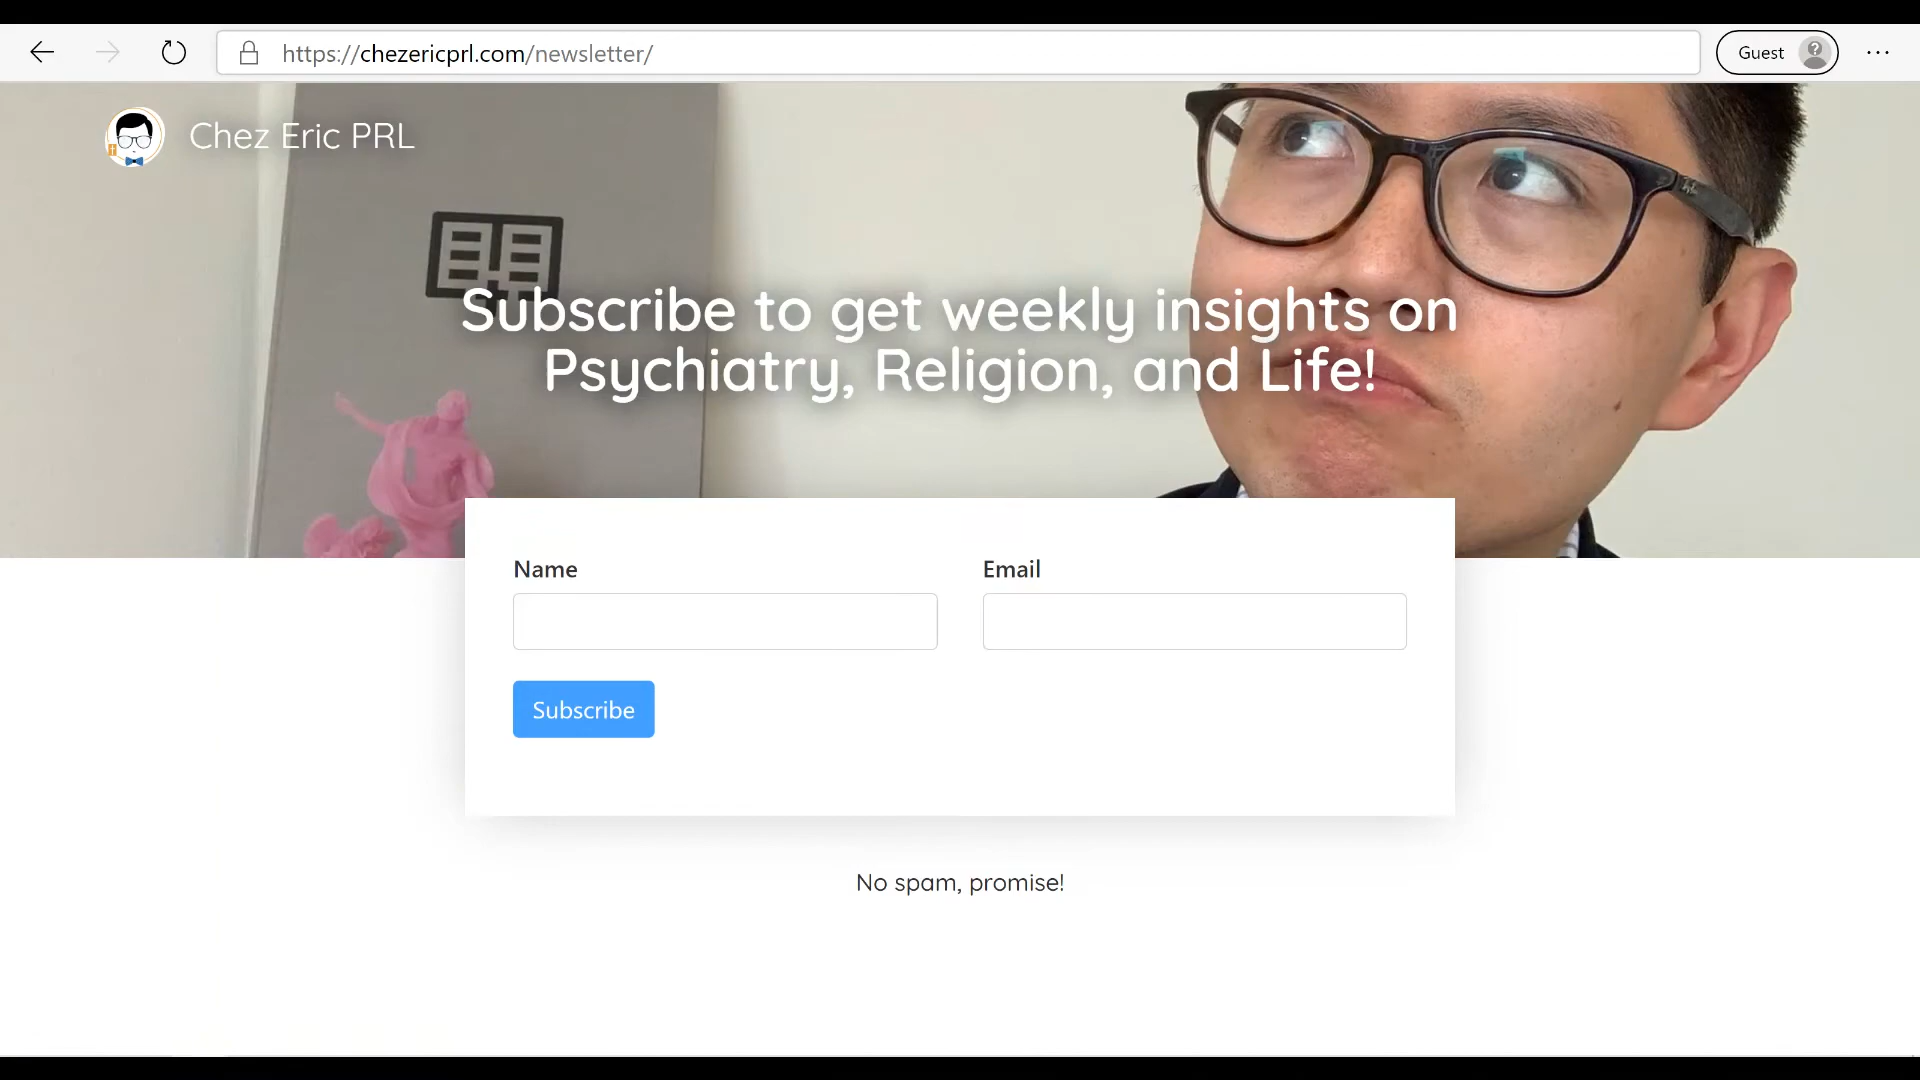 https://chezericprl.com/newsletter/
Guest
Chez Eric PRL
Subscribe to get weekly insights on
Psychiatry, Religion, and Life!
Name
Email
Subscribe
No spam, promise!